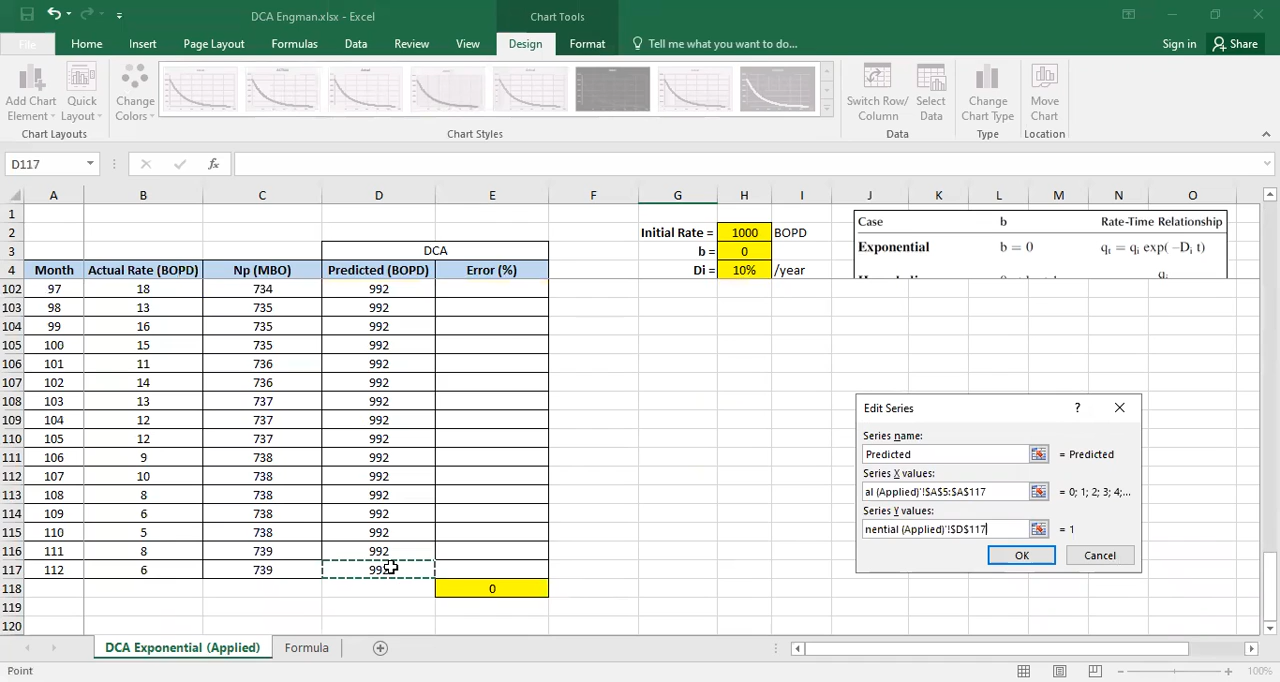 DCA Engman.xlsx - Excel
Chart Tools
File Home Insert Page Layout Formulas Data Review View Design Format Tell me what you want to do... Sign in Share
Add Chart Element Quick Layout Change Colors Switch Row/ Column Select Data Change Chart Type Move Chart
Chart Layouts Chart Styles Data Type Location
D117 fx
A B C D E F G H I J K L M N O
1
2 Initial Rate = 1000 BOPD
Case b Rate-Time Relationship
3 DCA b = 0
Exponential b = 0 qt = qi exp( −Di t)
4 Month Actual Rate (BOPD) Np (MBO) Predicted (BOPD) Error (%) Di = 10% /year
qi
102 97 18 734 992
103 98 13 735 992
104 99 16 735 992
105 100 15 735 992
106 101 11 736 992
107 102 14 736 992
108 103 13 737 992
109 104 12 737 992
110 105 12 737 992
111 106 9 738 992
112 107 10 738 992
113 108 8 738 992
114 109 6 738 992
115 110 5 738 992
116 111 8 739 992
117 112 6 739
118 0
119
120
Edit Series ?
Series name:
Predicted = Predicted
Series X values:
al (Applied)'!$A$5:$A$117 = 0; 1; 2; 3; 4;...
Series Y values:
nential (Applied)'!$D$117 = 1
OK Cancel
DCA Exponential (Applied) Formula
Point 100%